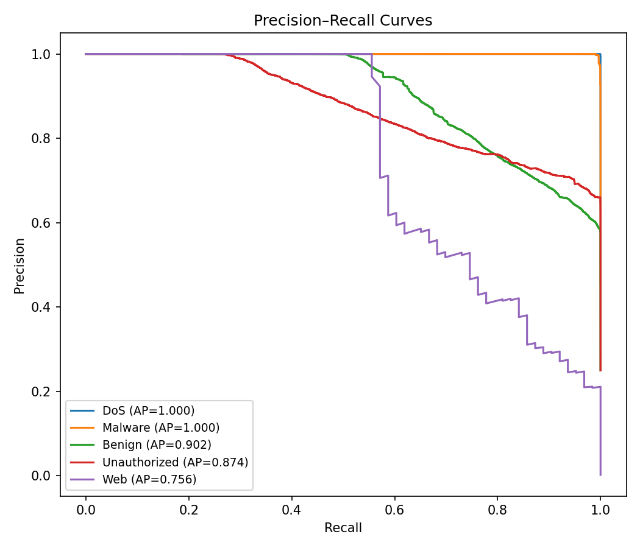 Precision–Recall Curves
Precision
1.0
0.8
0.6
0.4
0.2
0.0
DoS (AP=1.000)
Malware (AP=1.000)
Benign (AP=0.902)
Unauthorized (AP=0.874)
Web (AP=0.756)
0.0 0.2 0.4 0.6 0.8 1.0
Recall